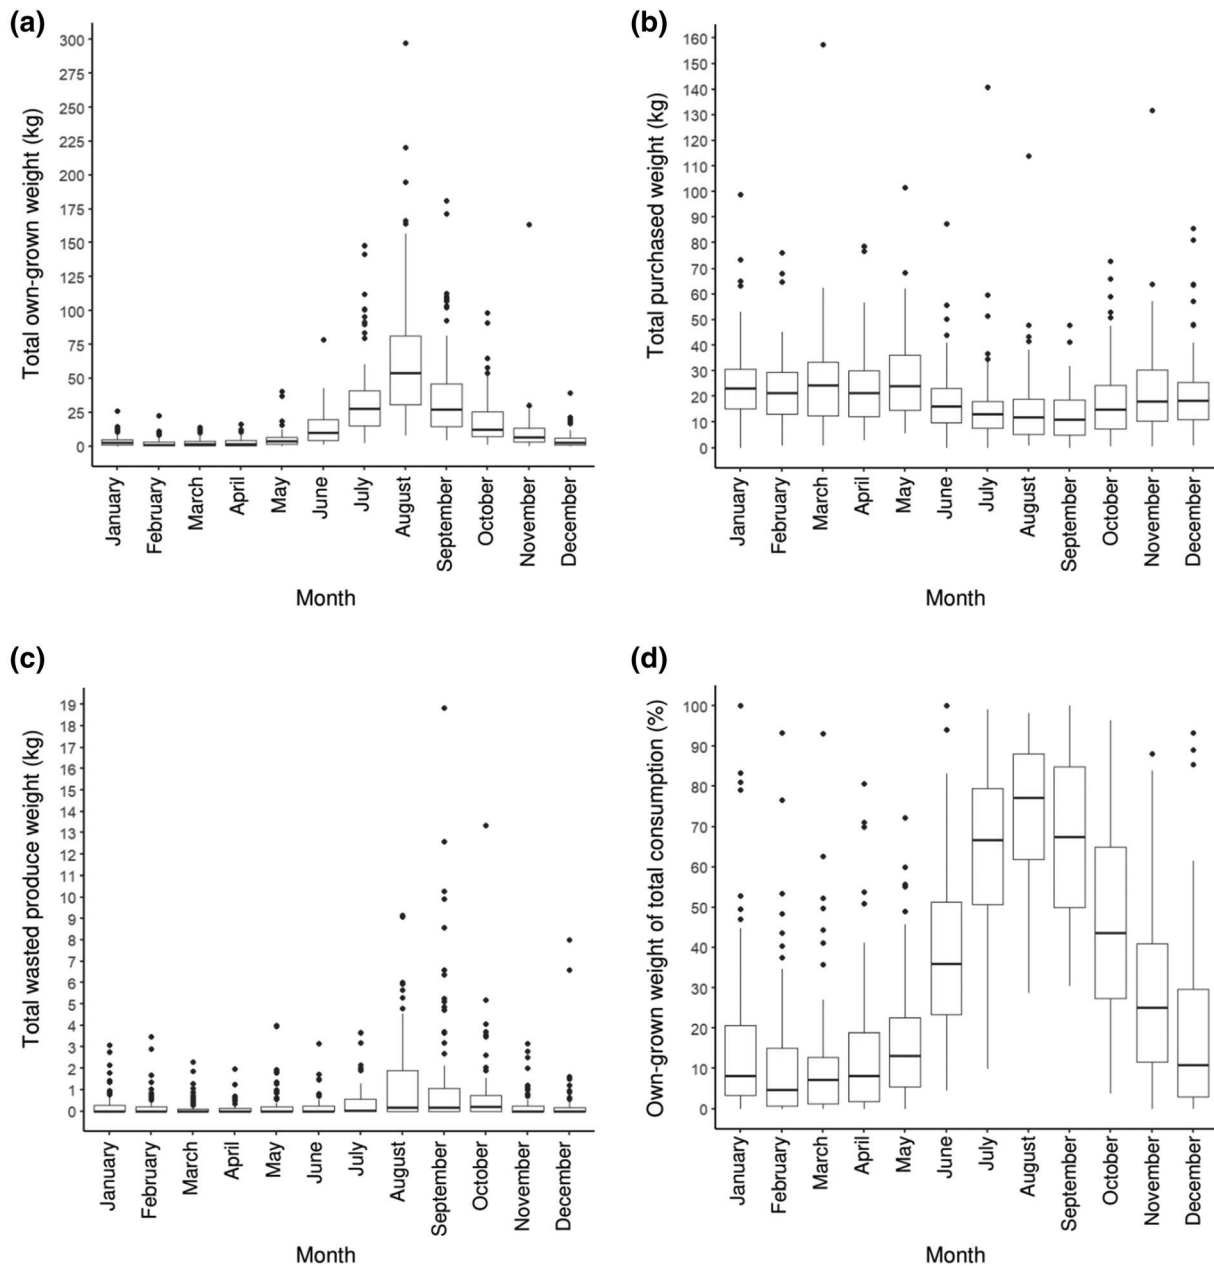 (a)
Total own-grown weight (kg)
300
275
250
225
200
175
150
125
100
75
50
25
0
January
February
March
April
May
June
July
August
September
October
November
December
Month
(b)
Total purchased weight (kg)
160
150
140
130
120
110
100
90
80
70
60
50
40
30
20
10
0
January
February
March
April
May
June
July
August
September
October
November
December
Month
(c)
Total wasted produce weight (kg)
19
18
17
16
15
14
13
12
11
10
9
8
7
6
5
4
3
2
1
0
January
February
March
April
May
June
July
August
September
October
November
December
Month
(d)
Own-grown weight of total consumption (%)
100
90
80
70
60
50
40
30
20
10
0
January
February
March
April
May
June
July
August
September
October
November
December
Month